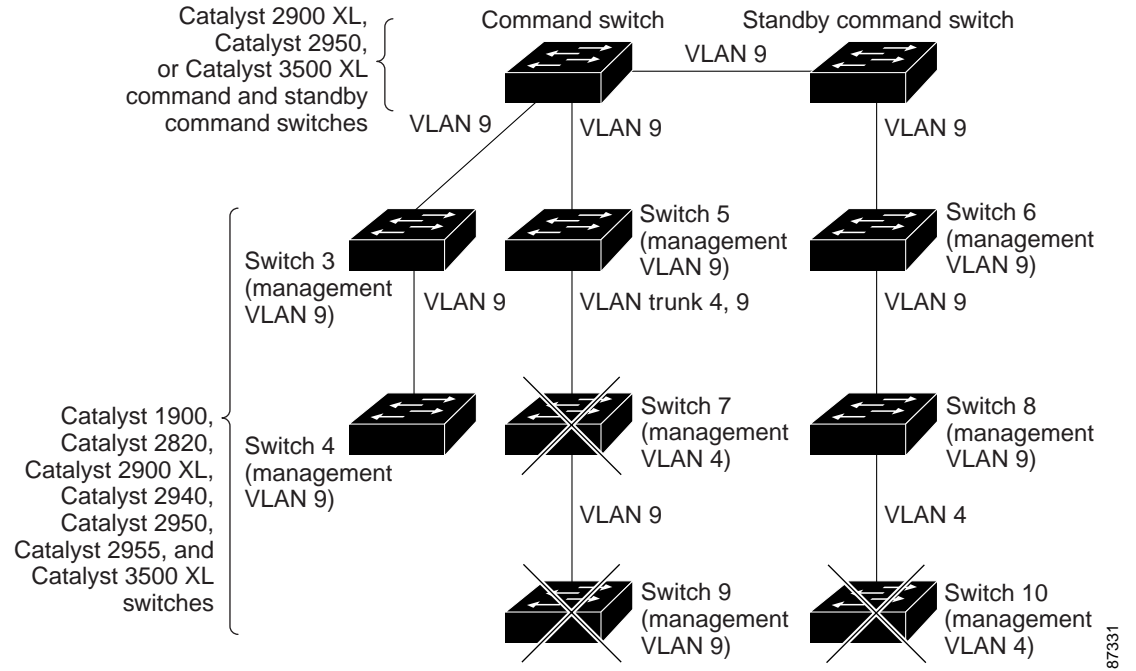 Catalyst 2900 XL,
Catalyst 2950,
or Catalyst 3500 XL
command and standby
command switches
Command switch
Standby command switch
VLAN 9
VLAN 9
VLAN 9
VLAN 9
Switch 3
(management
VLAN 9)
Switch 5
(management
VLAN 9)
Switch 6
(management
VLAN 9)
VLAN 9
VLAN trunk 4, 9
VLAN 9
Catalyst 1900,
Catalyst 2820,
Catalyst 2900 XL,
Catalyst 2940,
Catalyst 2950,
Catalyst 2955, and
Catalyst 3500 XL
switches
Switch 4
(management
VLAN 9)
Switch 7
(management
VLAN 4)
Switch 8
(management
VLAN 9)
VLAN 9
VLAN 4
Switch 9
(management
VLAN 9)
Switch 10
(management
VLAN 4)
87331